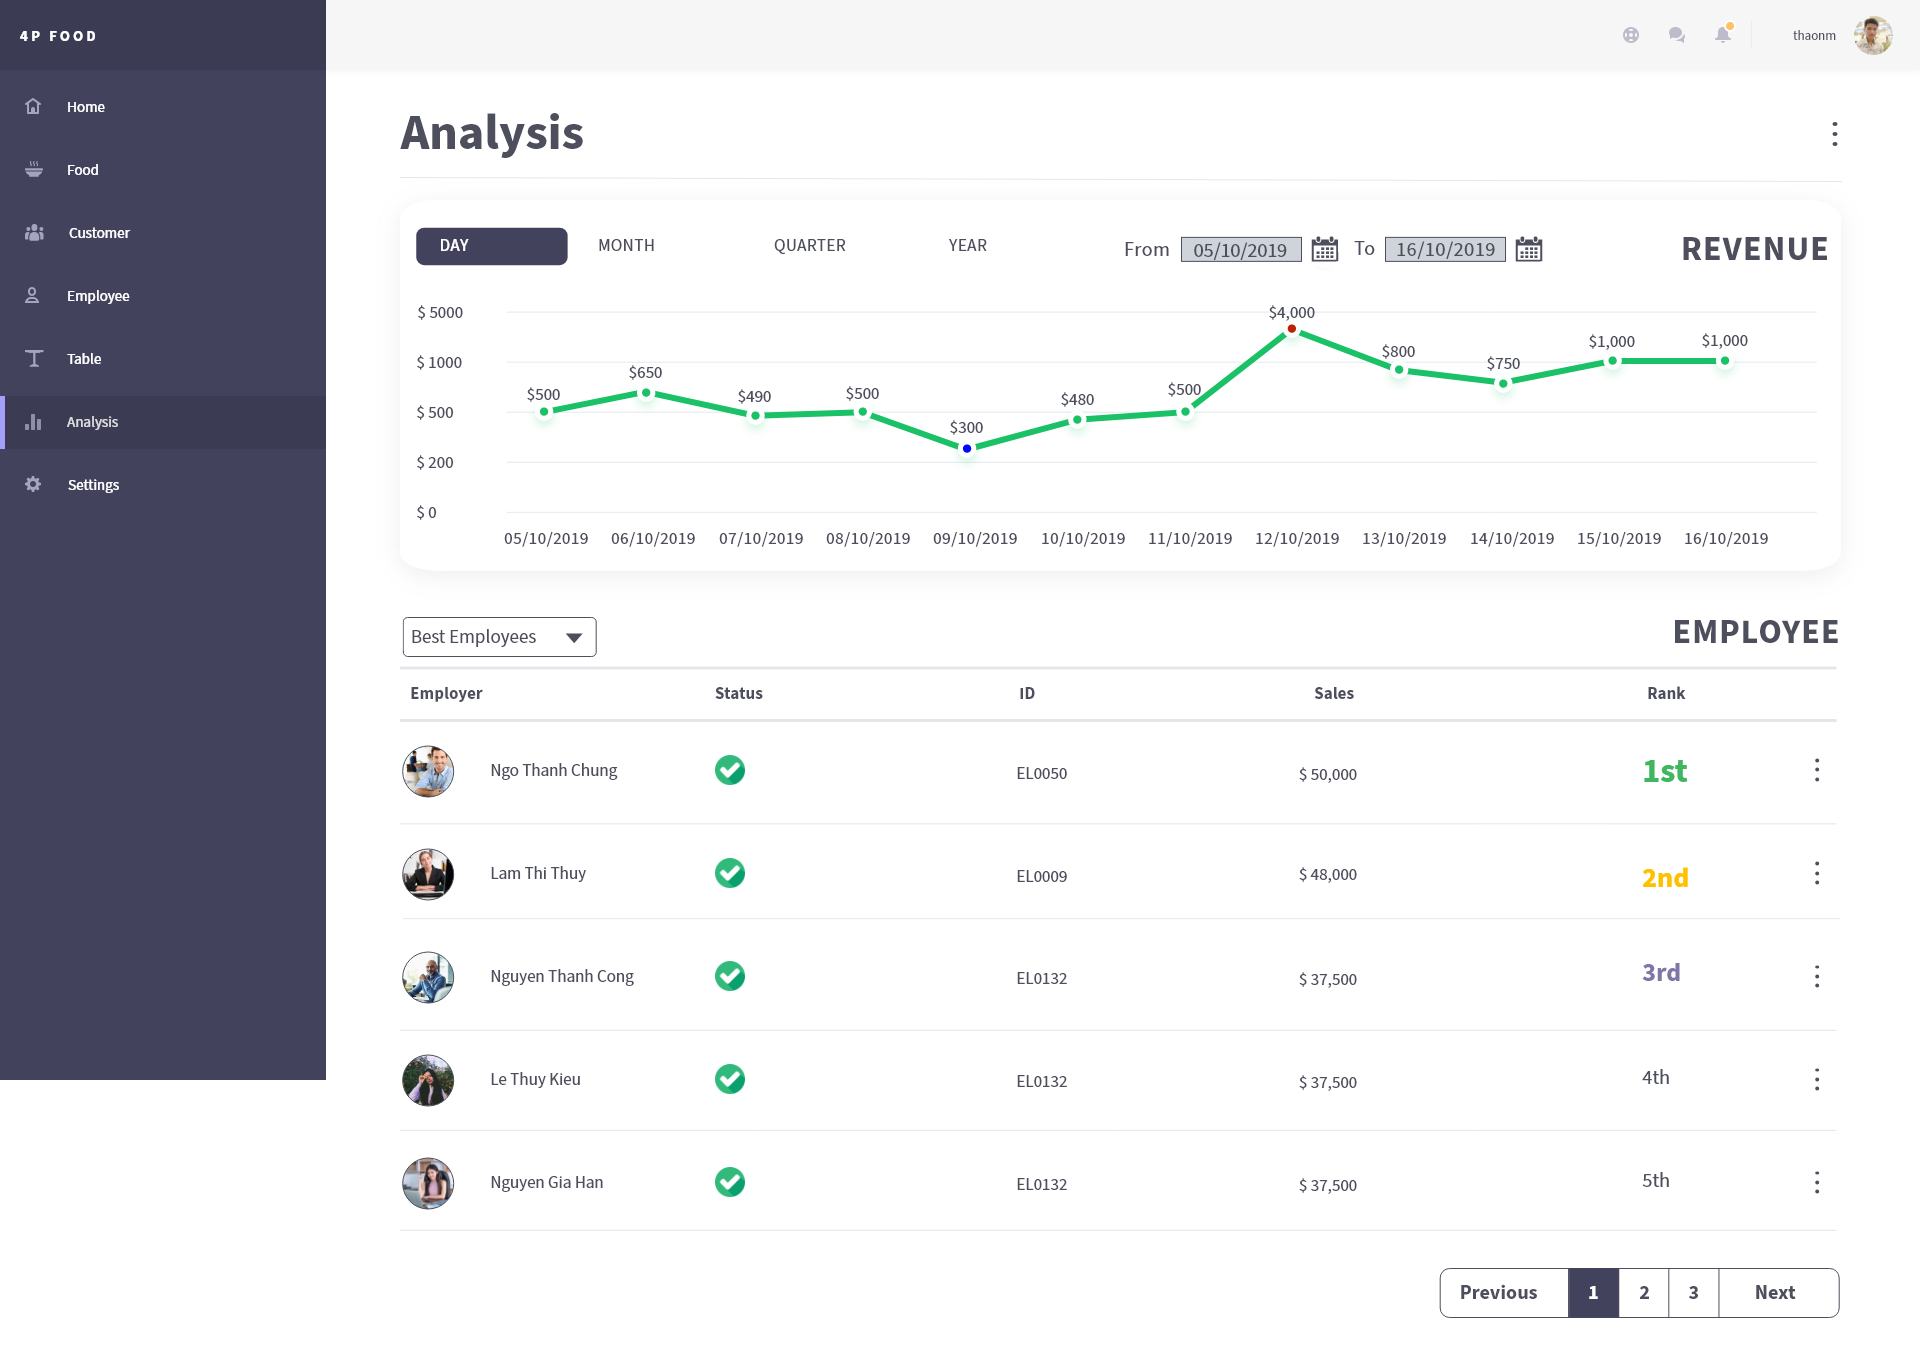 4P FOOD
thaonm
Home
Food
Customer
Employee
Table
Analysis
Settings
Analysis
DAY MONTH QUARTER YEAR From 05/10/2019 To 16/10/2019 REVENUE
$ 5000
$ 1000
$ 500
$ 200
$ 0
$500 $650 $490 $500 $300 $480 $500 $4,000 $800 $750 $1,000 $1,000
05/10/2019 06/10/2019 07/10/2019 08/10/2019 09/10/2019 10/10/2019 11/10/2019 12/10/2019 13/10/2019 14/10/2019 15/10/2019 16/10/2019
Best Employees EMPLOYEE
Employer Status ID Sales Rank
Ngo Thanh Chung EL0050 $ 50,000 1st
Lam Thi Thuy EL0009 $ 48,000 2nd
Nguyen Thanh Cong EL0132 $ 37,500 3rd
Le Thuy Kieu EL0132 $ 37,500 4th
Nguyen Gia Han EL0132 $ 37,500 5th
Previous 1 2 3 Next